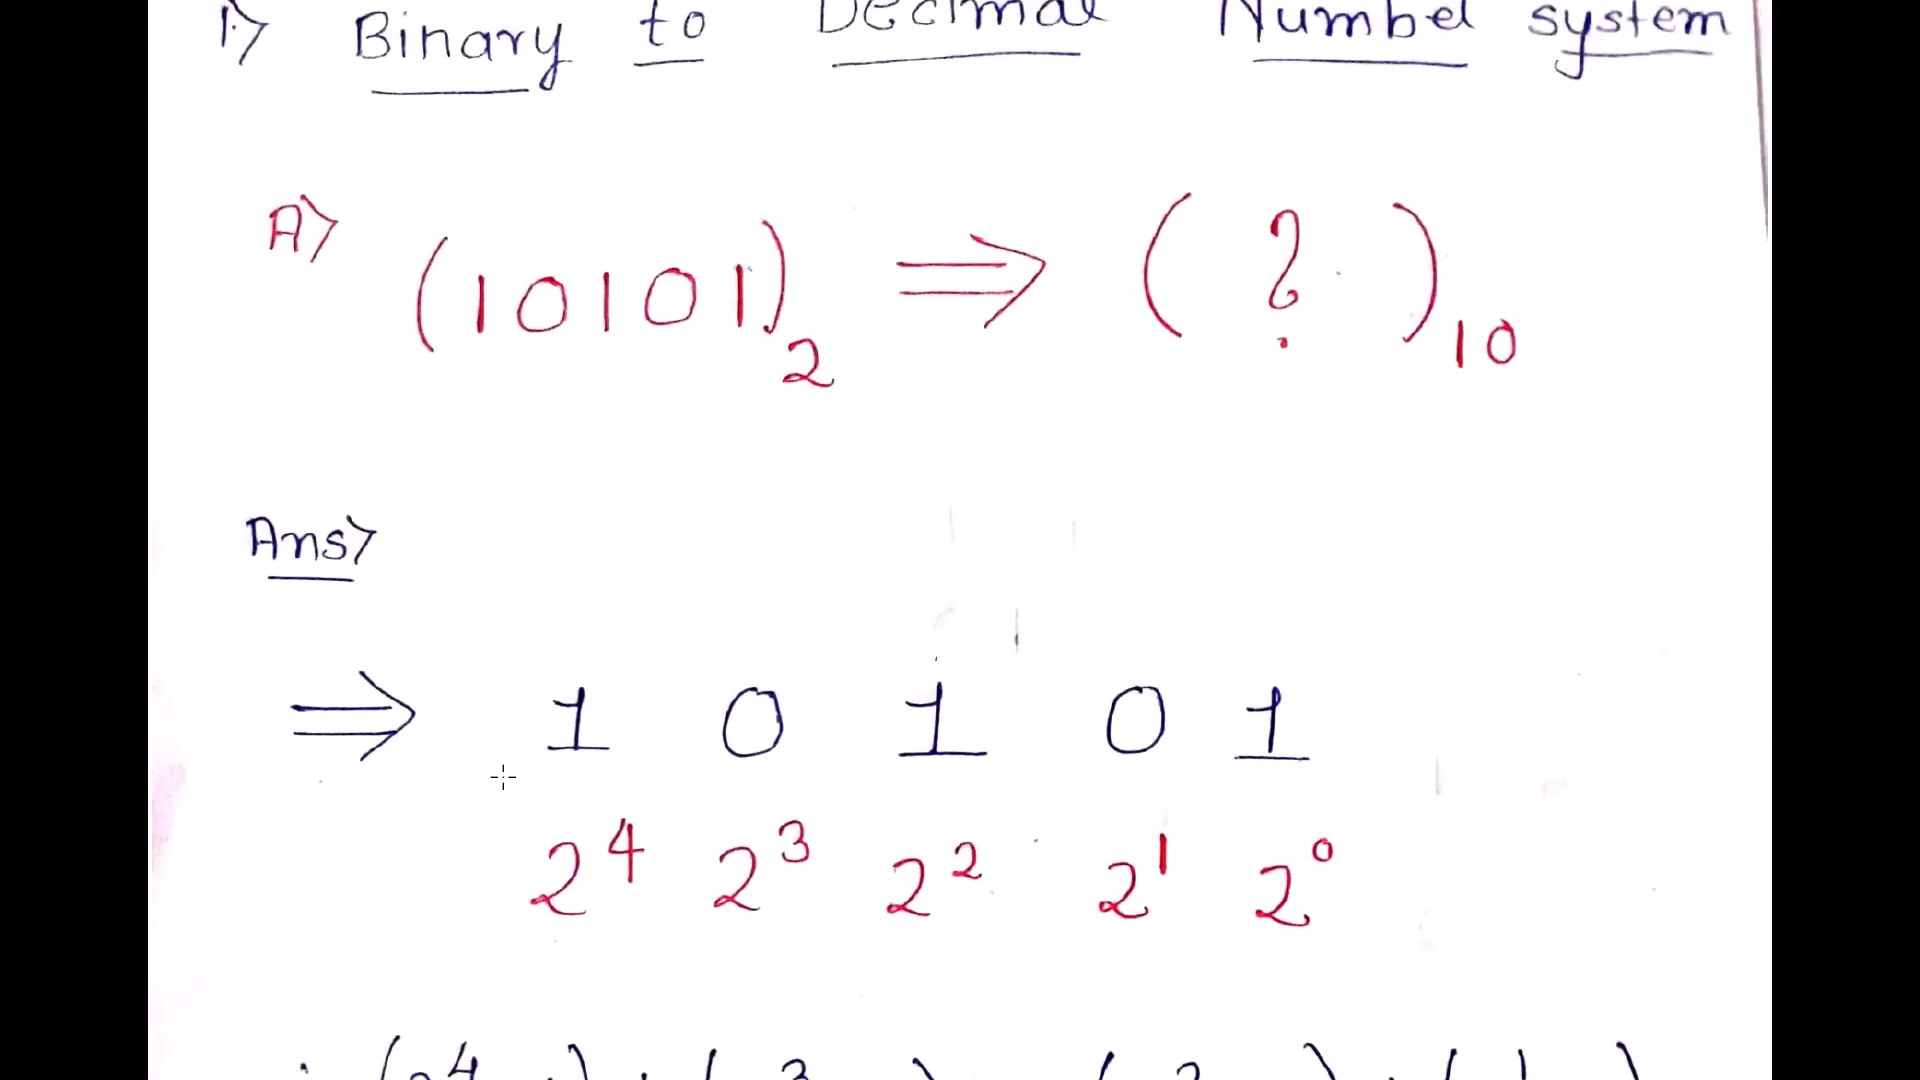 1> Binary to Decimal Number system
A> (10101)₂ ⇒ ( ? )₁₀
Ans>
⇒ 1 0 1 0 1
2⁴ 2³ 2² 2¹ 2⁰